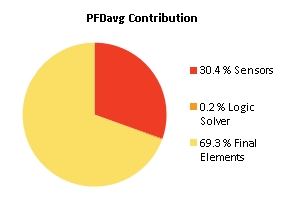 PFDavg Contribution
30.4 % Sensors
0.2 % Logic
Solver
69.3 % Final
Elements